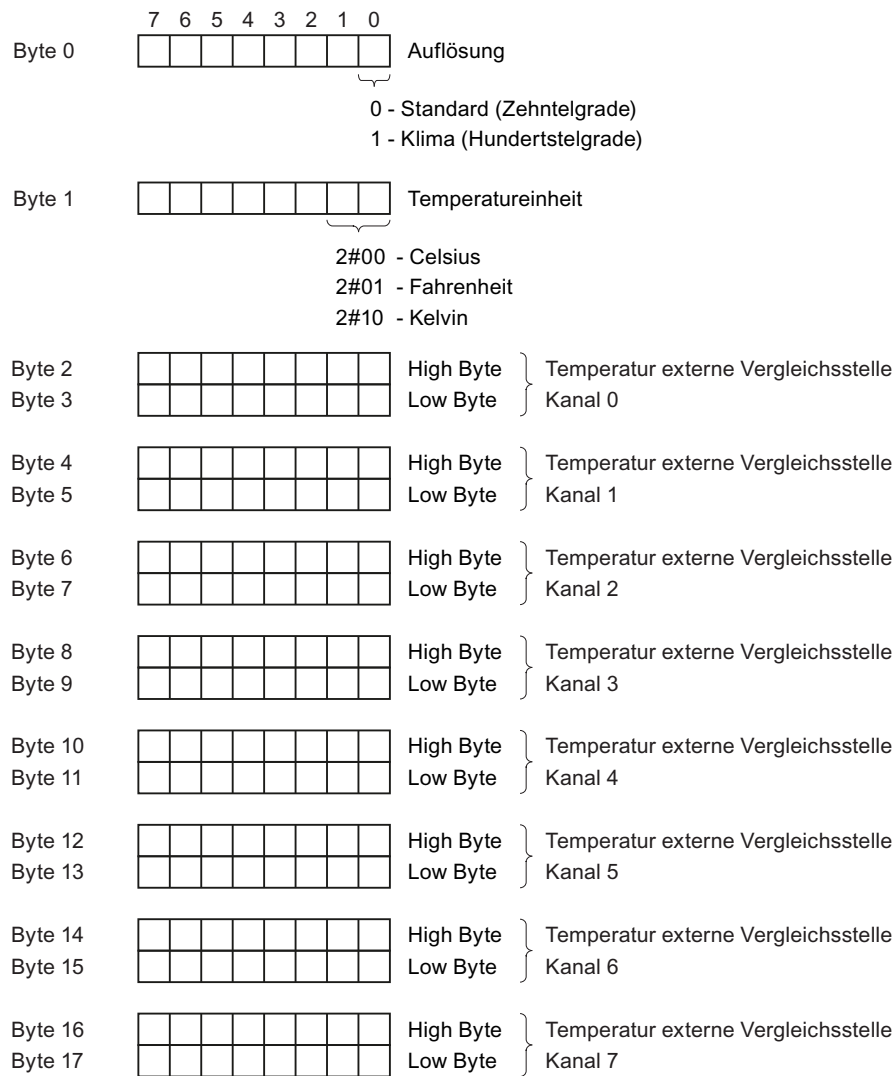 7 6 5 4 3 2 1 0
Byte 0 Auflösung
0 - Standard (Zehntelgrade)
1 - Klima (Hundertstelgrade)
Byte 1 Temperatureinheit
2#00 - Celsius
2#01 - Fahrenheit
2#10 - Kelvin
Byte 2 High Byte Temperatur externe Vergleichsstelle
Byte 3 Low Byte Kanal 0
Byte 4 High Byte Temperatur externe Vergleichsstelle
Byte 5 Low Byte Kanal 1
Byte 6 High Byte Temperatur externe Vergleichsstelle
Byte 7 Low Byte Kanal 2
Byte 8 High Byte Temperatur externe Vergleichsstelle
Byte 9 Low Byte Kanal 3
Byte 10 High Byte Temperatur externe Vergleichsstelle
Byte 11 Low Byte Kanal 4
Byte 12 High Byte Temperatur externe Vergleichsstelle
Byte 13 Low Byte Kanal 5
Byte 14 High Byte Temperatur externe Vergleichsstelle
Byte 15 Low Byte Kanal 6
Byte 16 High Byte Temperatur externe Vergleichsstelle
Byte 17 Low Byte Kanal 7